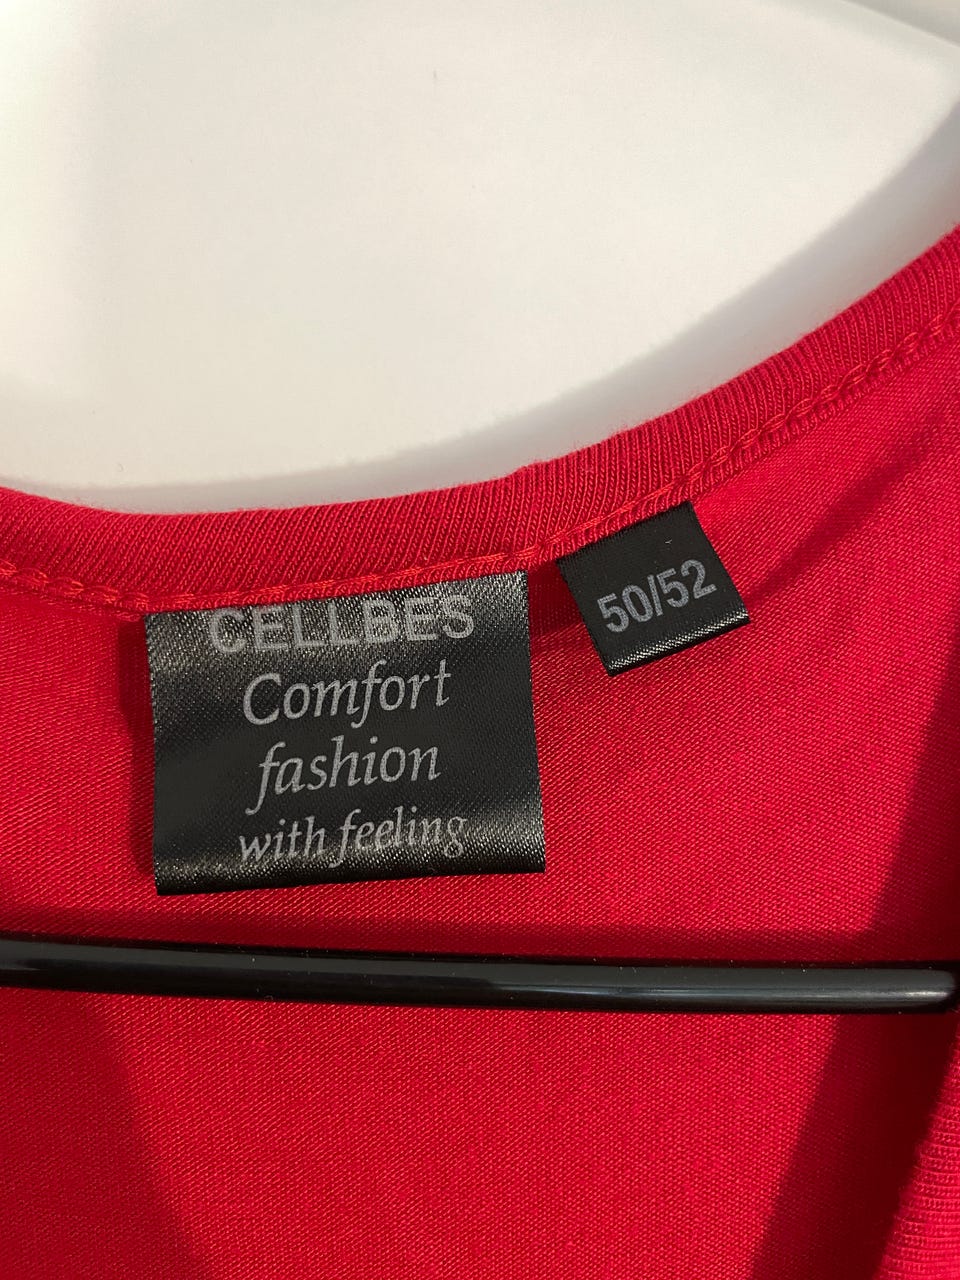 CELLBES
Comfort
fashion
with feeling
50/52